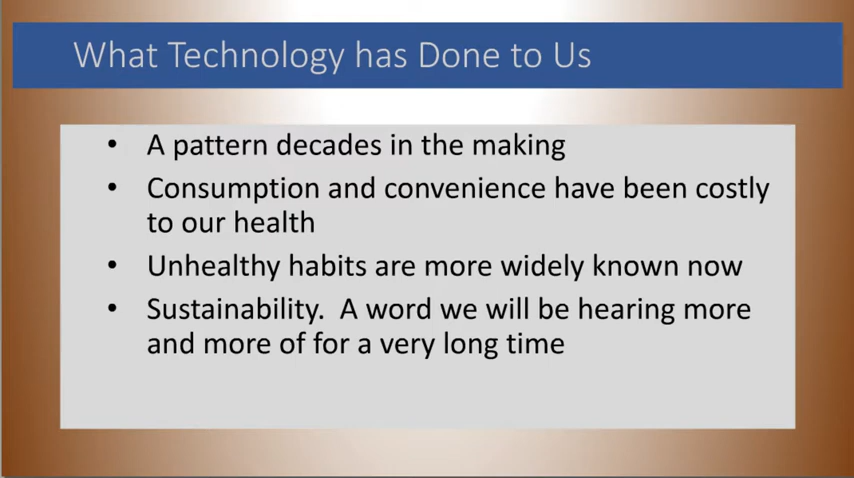 What Technology has Done to Us
• A pattern decades in the making
• Consumption and convenience have been costly
to our health
• Unhealthy habits are more widely known now
• Sustainability.  A word we will be hearing more
and more of for a very long time